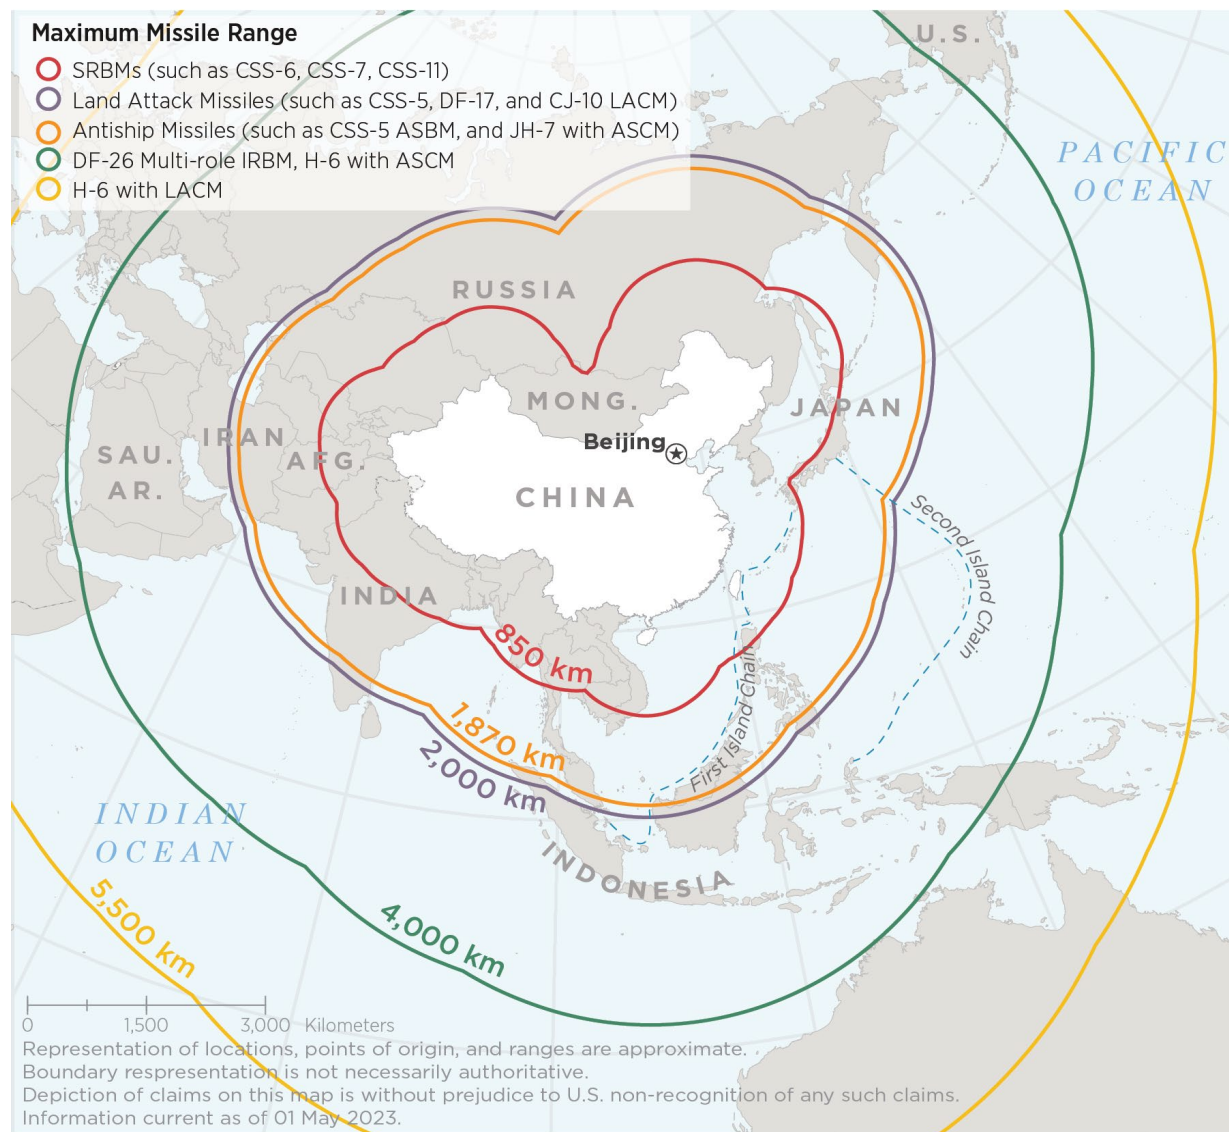 Maximum Missile Range
SRBMs (such as CSS-6, CSS-7, CSS-11)
Land Attack Missiles (such as CSS-5, DF-17, and CJ-10 LACM)
Antiship Missiles (such as CSS-5 ASBM, and JH-7 with ASCM)
DF-26 Multi-role IRBM, H-6 with ASCM
H-6 with LACM
U.S.
PACIFIC
OCEAN
RUSSIA
MONG.
JAPAN
Beijing
IRAN
AFG.
SAU.
AR.
CHINA
INDIA
Second Island Chain
First Island Chain
850 km
1,870 km
2,000 km
INDIAN
OCEAN
INDONESIA
5,500 km
4,000 km
0 1,500 3,000 Kilometers
Representation of locations, points of origin, and ranges are approximate.
Boundary respresentation is not necessarily authoritative.
Depiction of claims on this map is without prejudice to U.S. non-recognition of any such claims.
Information current as of 01 May 2023.